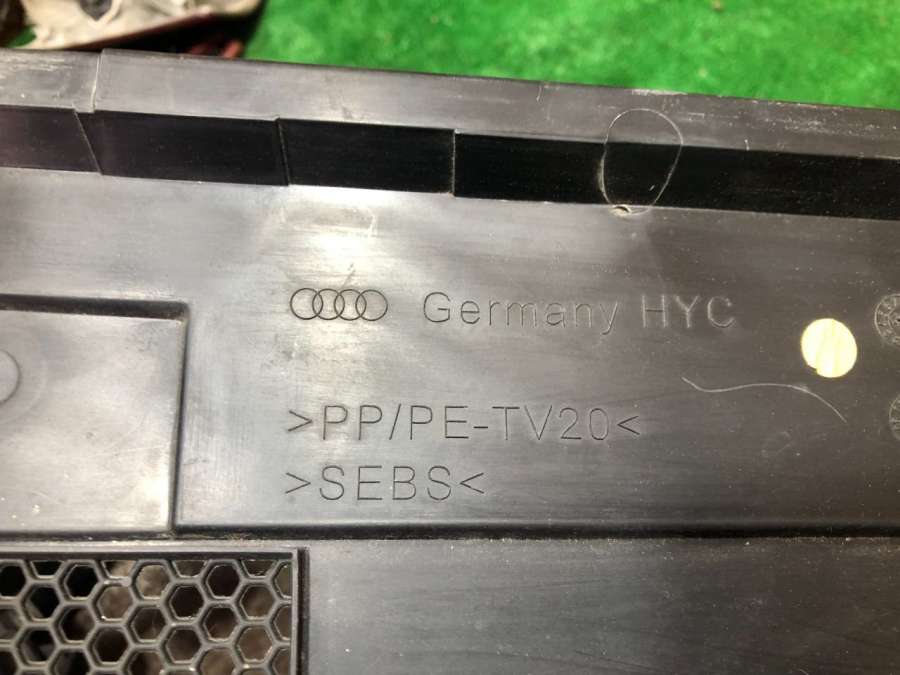 Germany HYC
>PP/PE-TV20<
>SEBS<